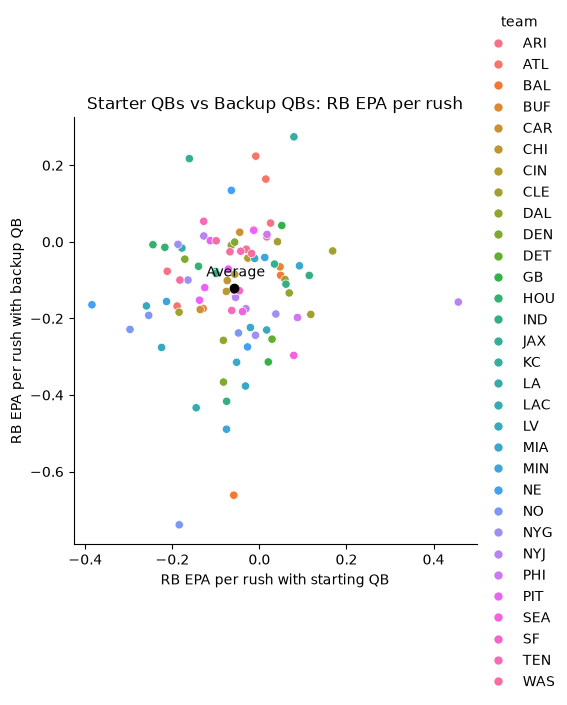 team
Starter QBs vs Backup QBs: RB EPA per rush
ARI
ATL
BAL
BUF
CAR
CHI
CIN
CLE
DAL
DEN
DET
GB
HOU
IND
JAX
KC
LA
LAC
LV
MIA
MIN
NE
NO
NYG
NYJ
PHI
PIT
SEA
SF
TEN
WAS
RB EPA per rush with backup QB
0.2
0.0
−0.2
−0.4
−0.6
Average
−0.4
−0.2
0.0
0.2
0.4
RB EPA per rush with starting QB